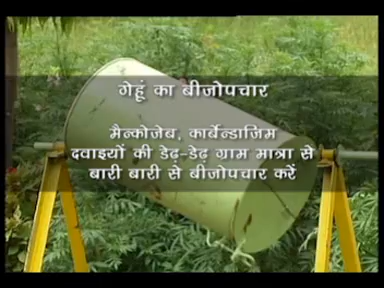 गेहूं का बीजोपचार
मैन्कोजेब, कार्बेन्डाजिम
दवाइयों की डेढ़-डेढ़ ग्राम मात्रा से
बारी बारी से बीजोपचार करें